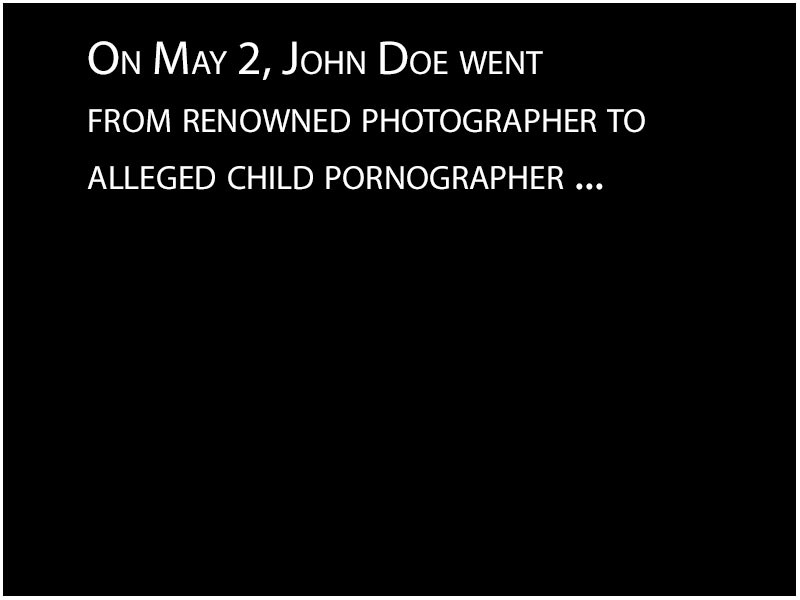 On May 2, John Doe went
from renowned photographer to
alleged child pornographer ...